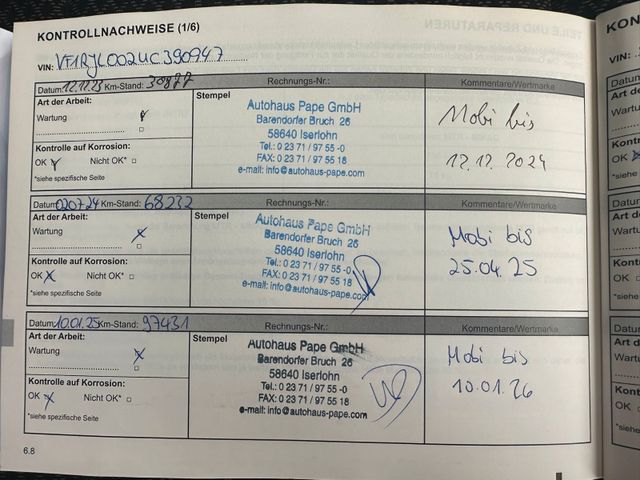 KONTROLLNACHWEISE (1/6)
VIN: VF1RJL002UC390947
Datum: 12.12.23 Km-Stand: 30877 Rechnungs-Nr.: Kommentare/Wertmarke
Art der Arbeit: Stempel
Wartung
Autohaus Pape GmbH
Barendorfer Bruch 26
58640 Iserlohn
Tel.: 0 23 71 / 97 55 -0
FAX: 0 23 71 / 97 55 18
e-mail: info@autohaus-pape.com
Mobi bis
12.12.2024
Kontrolle auf Korrosion:
OK Nicht OK*
*siehe spezifische Seite
Datum: 020724 Km-Stand: 68232 Rechnungs-Nr.: Kommentare/Wertmarke
Art der Arbeit: Stempel
Wartung
Autohaus Pape GmbH
Barendorfer Bruch 26
58640 Iserlohn
Tel.: 0 23 71 / 97 55 -0
FAX: 0 23 71 / 97 55 18
e-mail: info@autohaus-pape.com
Mobi bis
25.04.25
Kontrolle auf Korrosion:
OK Nicht OK*
*siehe spezifische Seite
Datum: 10.01.25 Km-Stand: 97431 Rechnungs-Nr.: Kommentare/Wertmarke
Art der Arbeit: Stempel
Wartung
Autohaus Pape GmbH
Barendorfer Bruch 26
58640 Iserlohn
Tel.: 0 23 71 / 97 55 -0
FAX: 0 23 71 / 97 55 18
e-mail: info@autohaus-pape.com
Mobi bis
10.01.26
Kontrolle auf Korrosion:
OK Nicht OK*
*siehe spezifische Seite
6.8